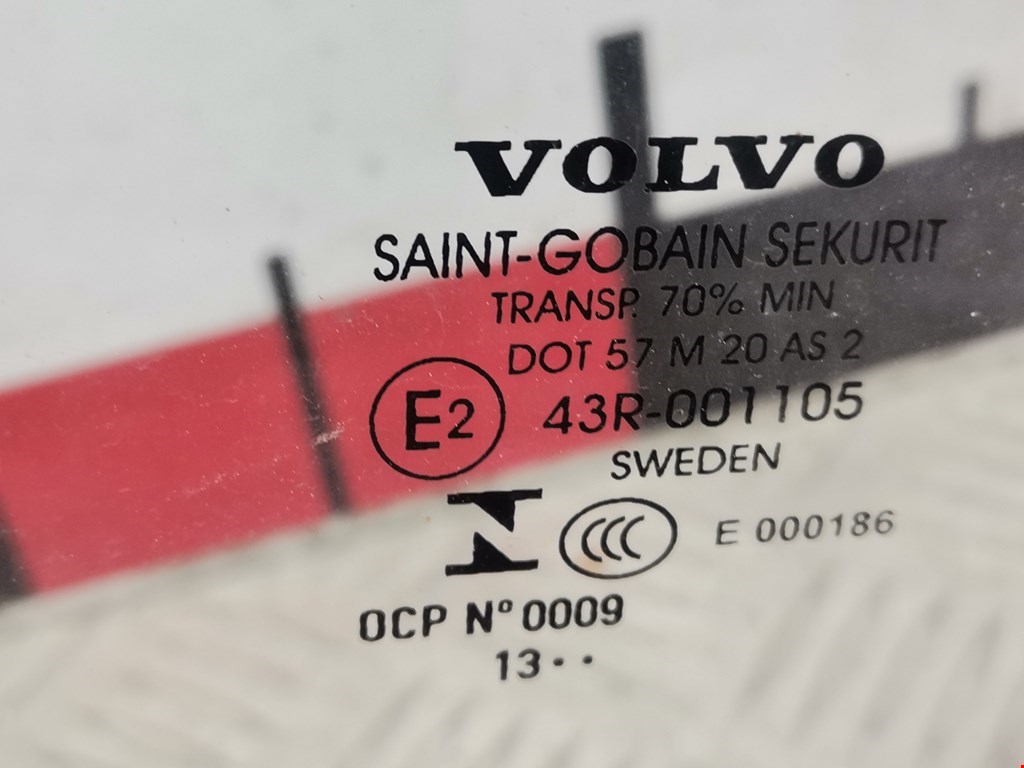 VOLVO
SAINT-GOBAIN SEKURIT
TRANSP. 70% MIN
DOT 57 M 20 AS 2
E2 43R-001105
SWEDEN
CCC E 000186
OCP N° 0009
13··